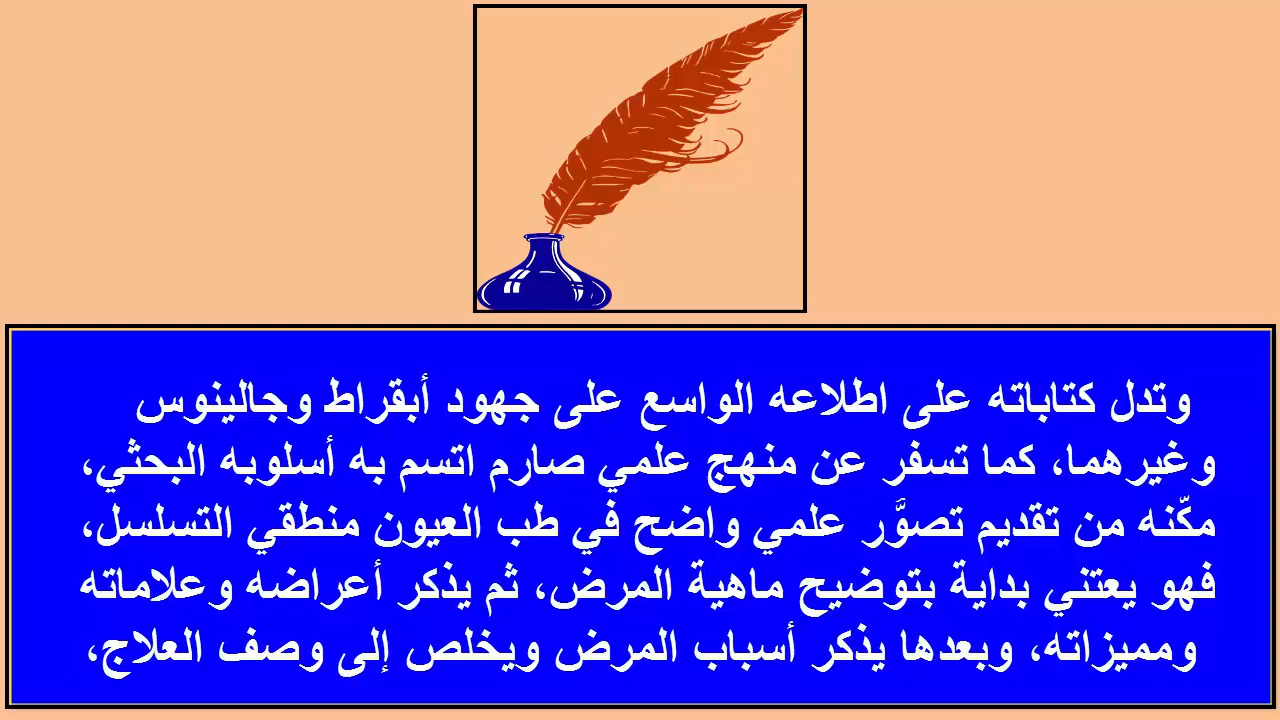 وتدل كتاباته على اطلاعه الواسع على جهود أبقراط وجالينوس
وغيرهما، كما تسفر عن منهج علمي صارم اتسم به أسلوبه البحثي،
مكّنه من تقديم تصوَّر علمي واضح في طب العيون منطقي التسلسل،
فهو يعتني بداية بتوضيح ماهية المرض، ثم يذكر أعراضه وعلاماته
ومميزاته، وبعدها يذكر أسباب المرض ويخلص إلى وصف العلاج،